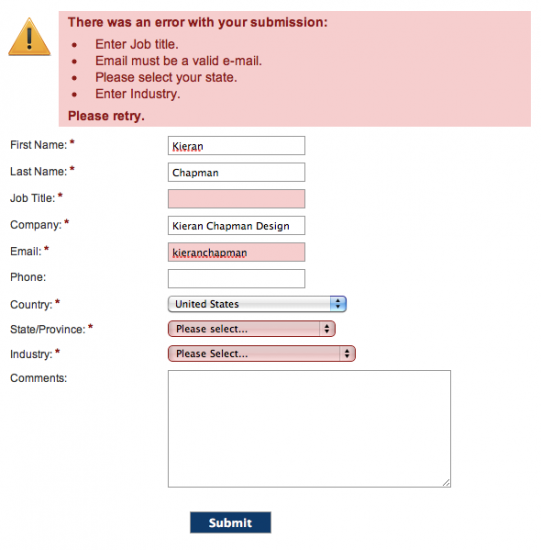 There was an error with your submission:
• Enter Job title.
• Email must be a valid e-mail.
• Please select your state.
• Enter Industry.
Please retry.
First Name: * Kieran
Last Name: * Chapman
Job Title: *
Company: * Kieran Chapman Design
Email: * kieranchapman
Phone:
Country: * United States
State/Province: * Please select...
Industry: * Please Select...
Comments:
Submit